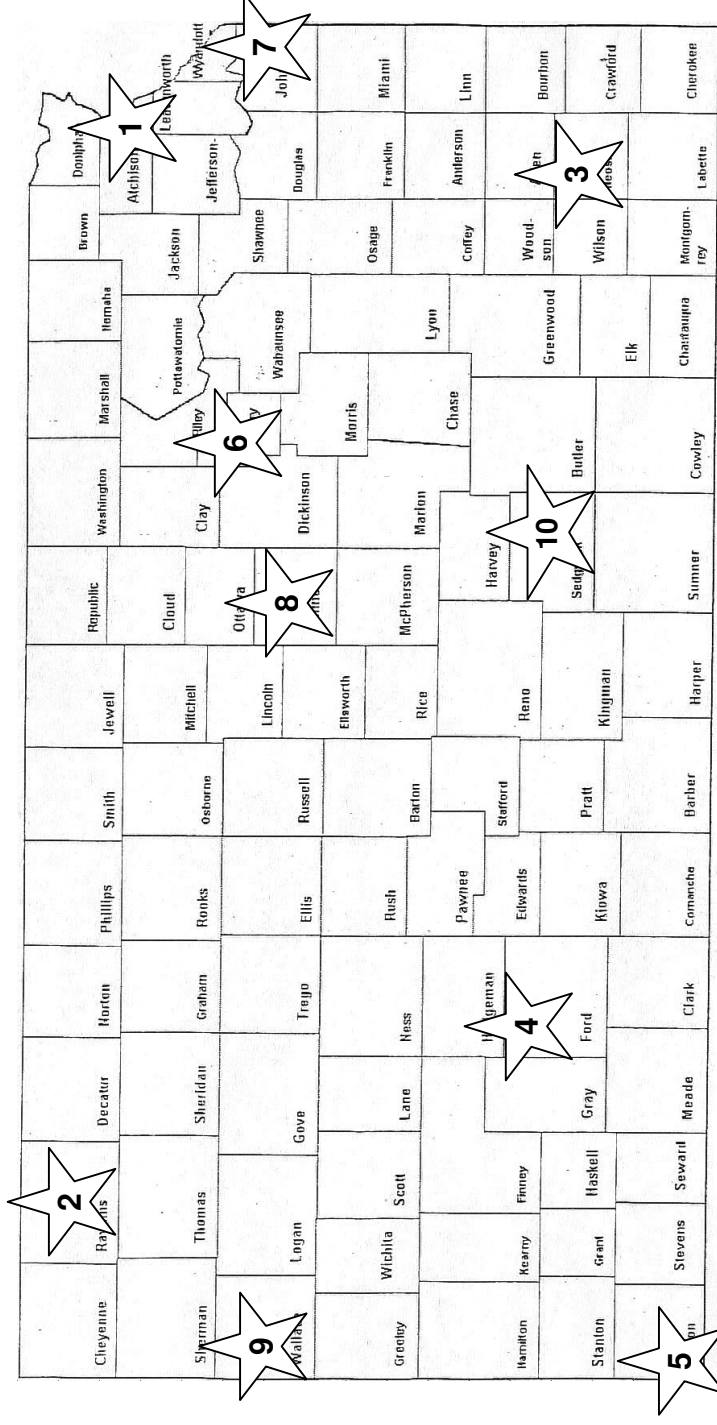 Cheyenne
2
Decatur
Norton
Phillips
Smith
Jewell
Republic
Washington
Marshall
Nemaha
Brown
Donipha
Thomas
Sheridan
Graham
Rooks
Osborne
Mitchell
Cloud
Clay
Pottawatomie
Jackson
Atchison
1
9
Logan
Gove
Trego
Ellis
Russell
Lincoln
Ottawa
8
6
Dickinson
Wabaunsee
Shawnee
Jefferson
Douglas
Wyandott
7
Joh
Greeley
Wichita
Scott
Lane
Ness
Rush
Barton
Ellsworth
Rice
McPherson
Marion
Morris
Chase
Lyon
Osage
Franklin
Miami
Coffey
Anderson
Linn
Hamilton
Kearny
Finney
4
Pawnee
Edwards
Stafford
Reno
Harvey
10
Butler
Greenwood
Wood-
son
3
Bourbon
Stanton
Grant
Haskell
Gray
Ford
Kiowa
Pratt
Kingman
Elk
Wilson
Crawford
5
Stevens
Seward
Meade
Clark
Comanche
Barber
Harper
Sumner
Cowley
Chautauqua
Montgom-
rey
Labette
Cherokee